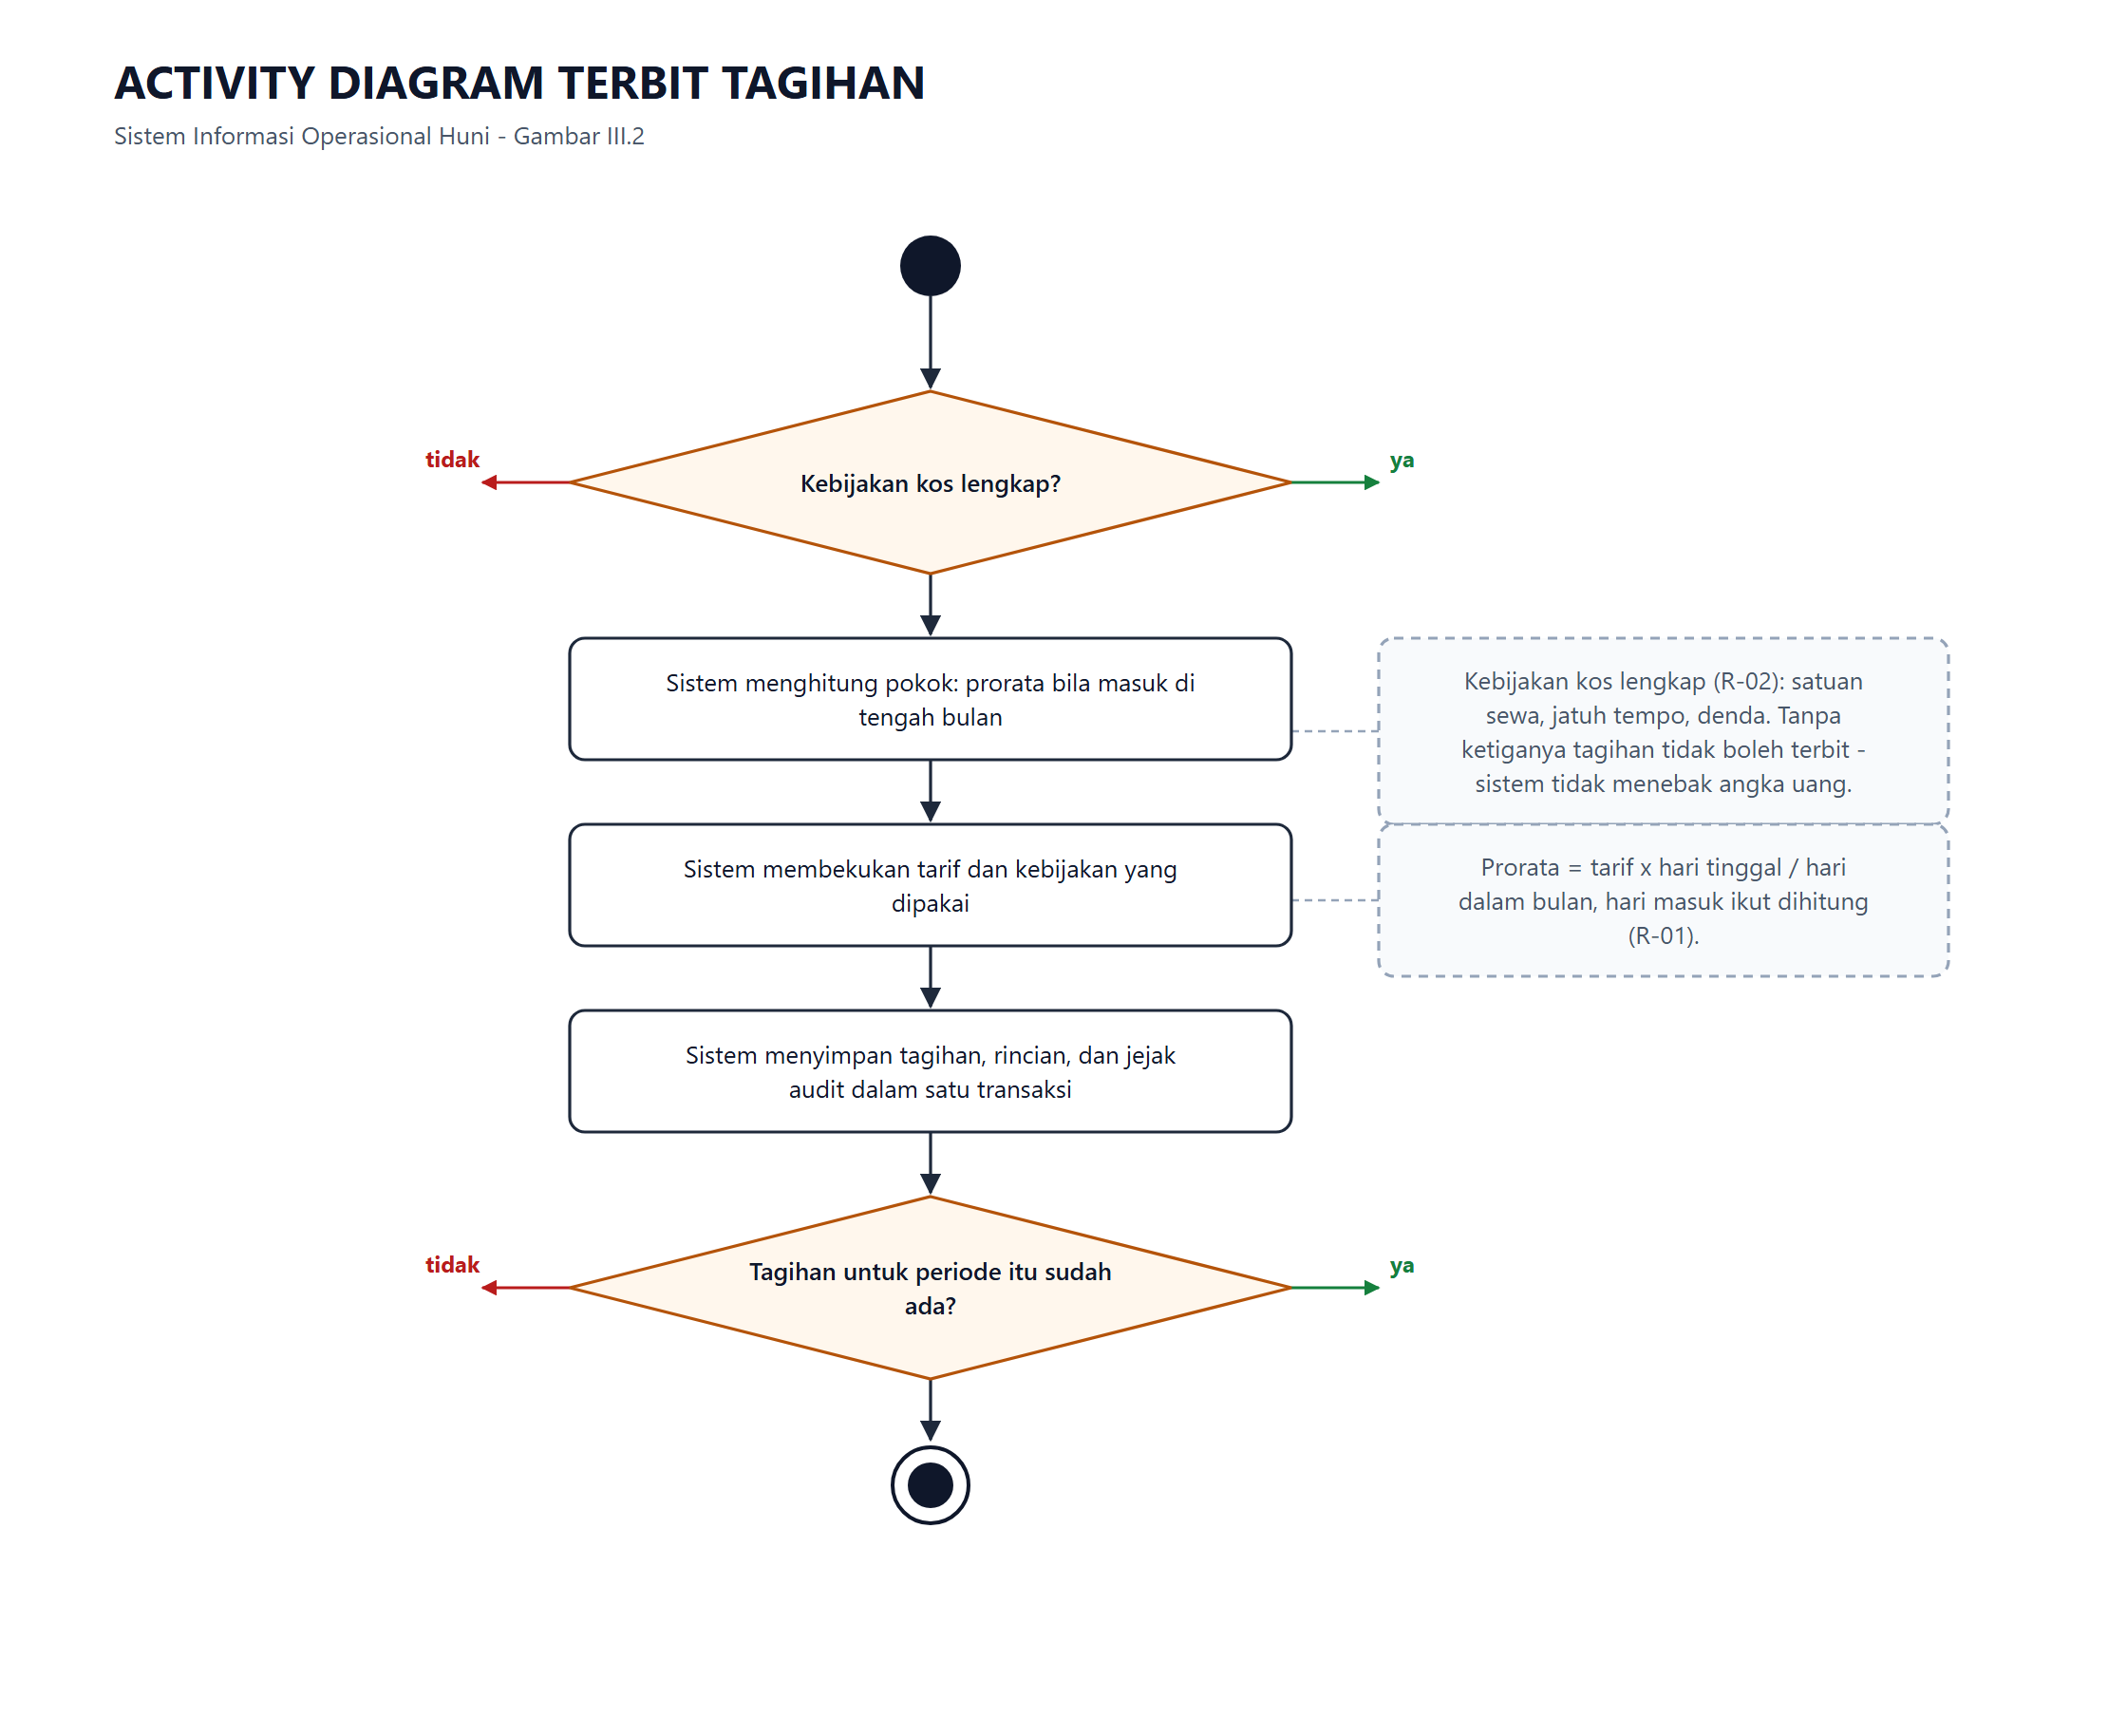 ACTIVITY DIAGRAM TERBIT TAGIHAN
Sistem Informasi Operasional Huni - Gambar III.2
tidak
Kebijakan kos lengkap?
ya
Sistem menghitung pokok: prorata bila masuk di
tengah bulan
Kebijakan kos lengkap (R-02): satuan
sewa, jatuh tempo, denda. Tanpa
ketiganya tagihan tidak boleh terbit -
sistem tidak menebak angka uang.
Sistem membekukan tarif dan kebijakan yang
dipakai
Prorata = tarif x hari tinggal / hari
dalam bulan, hari masuk ikut dihitung
(R-01).
Sistem menyimpan tagihan, rincian, dan jejak
audit dalam satu transaksi
tidak
Tagihan untuk periode itu sudah
ada?
ya